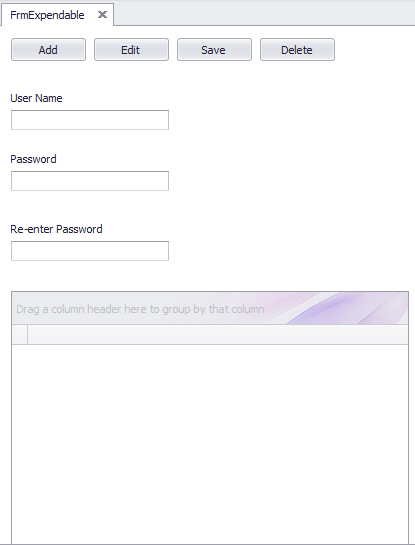 FrmExpendable
Add Edit Save Delete
User Name
Password
Re-enter Password
Drag a column header here to group by that column